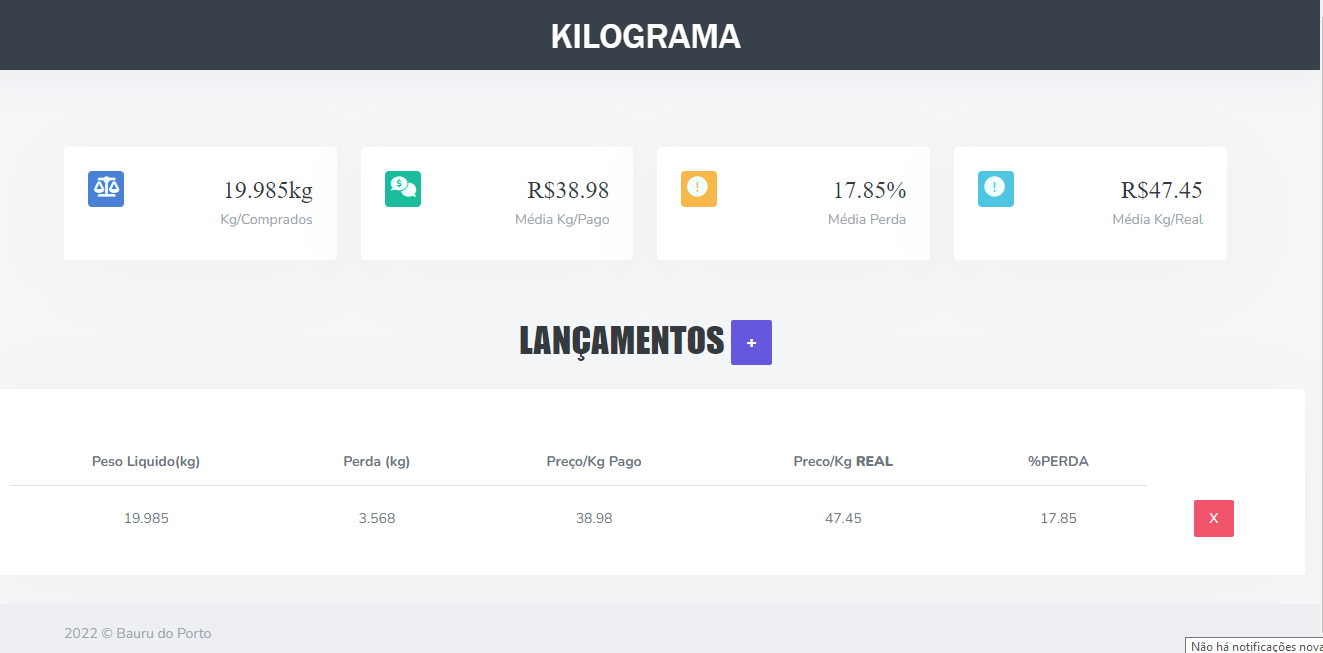 KILOGRAMA
19.985kg
Kg/Comprados
$
R$38.98
Média Kg/Pago
!
17.85%
Média Perda
!
R$47.45
Média Kg/Real
LANÇAMENTOS +
Peso Liquido(kg) Perda (kg) Preço/Kg Pago Preco/Kg REAL %PERDA
19.985 3.568 38.98 47.45 17.85 X
2022 © Bauru do Porto
Não há notificações nova